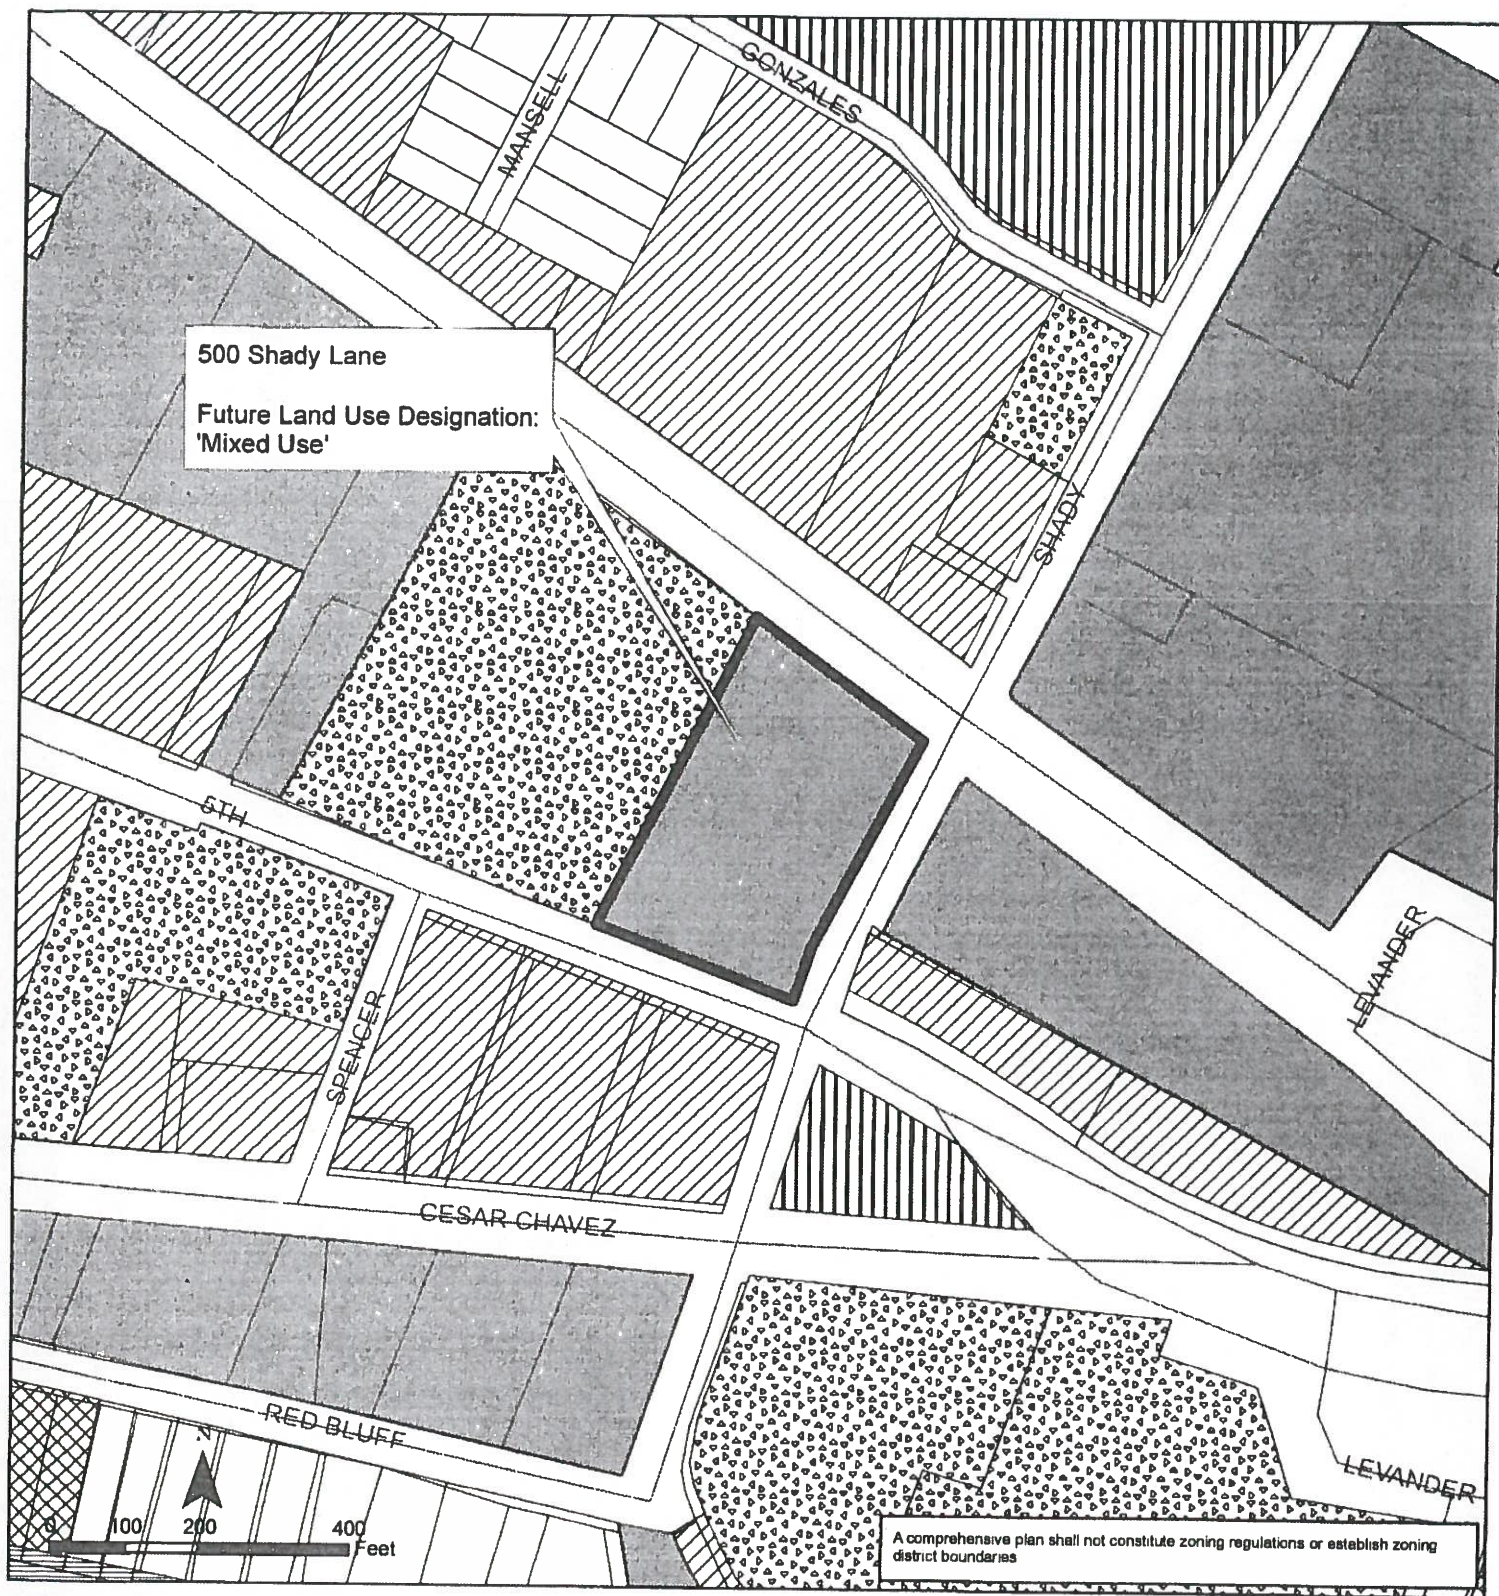 GONZALES
MANSELL
500 Shady Lane
Future Land Use Designation:
'Mixed Use'
SHADY
5TH
LEVANDER
SPENCER
CESAR CHAVEZ
RED BLUFF
LEVANDER
N
0 100 200 400
Feet
A comprehensive plan shall not constitute zoning regulations or establish zoning
district boundaries